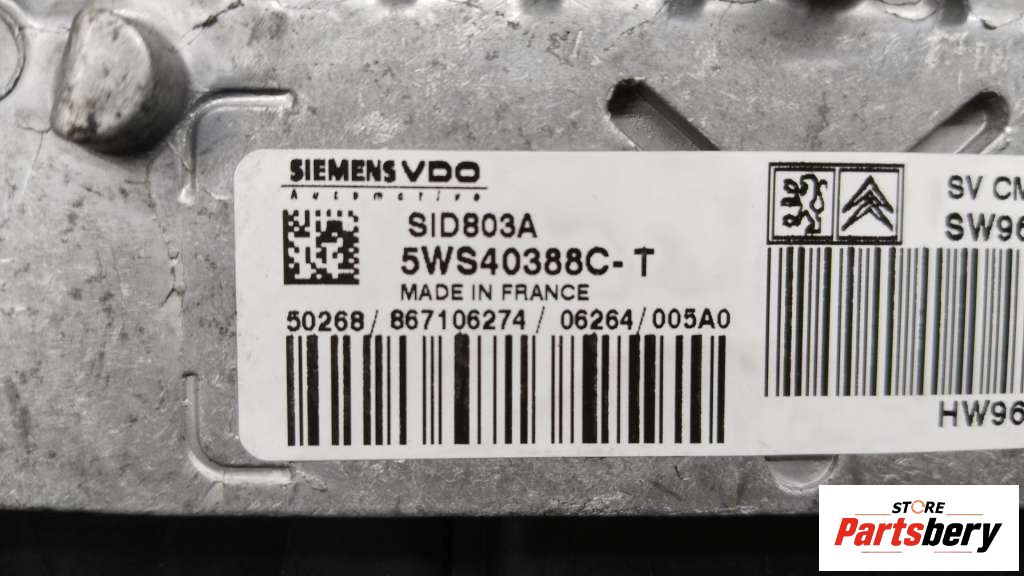 SIEMENS VDO
Automotive
SID803A
5WS40388C-T
MADE IN FRANCE
50268/ 867106274/ 06264/005A0
SV CM
SW96
HW96
STORE
Partsbery